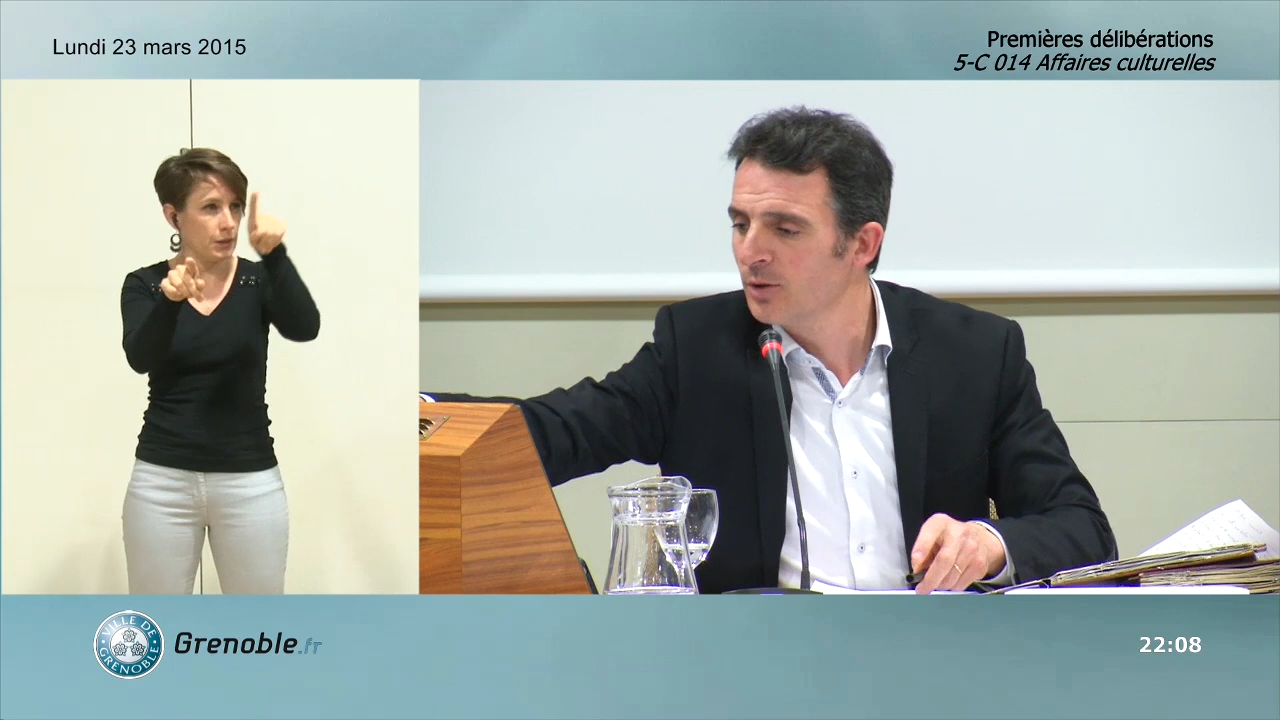 Lundi 23 mars 2015
Premières délibérations
5-C 014 Affaires culturelles
VILLE DE
GRENOBLE
Grenoble.fr
22:08